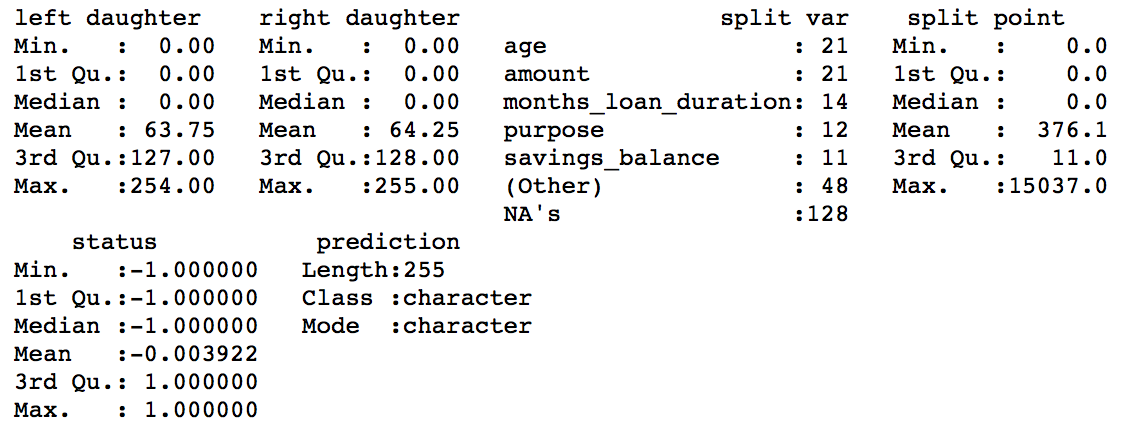 left daughter    right daughter                  split var    split point
Min.   :  0.00   Min.   :  0.00   age                 : 21   Min.   :    0.0
1st Qu.:  0.00   1st Qu.:  0.00   amount              : 21   1st Qu.:    0.0
Median :  0.00   Median :  0.00   months_loan_duration: 14   Median :    0.0
Mean   : 63.75   Mean   : 64.25   purpose             : 12   Mean   :  376.1
3rd Qu.:127.00   3rd Qu.:128.00   savings_balance     : 11   3rd Qu.:   11.0
Max.   :254.00   Max.   :255.00   (Other)             : 48   Max.   :15037.0
NA's                :128
status           prediction
Min.   :-1.000000   Length:255
1st Qu.:-1.000000   Class :character
Median :-1.000000   Mode  :character
Mean   :-0.003922
3rd Qu.: 1.000000
Max.   : 1.000000